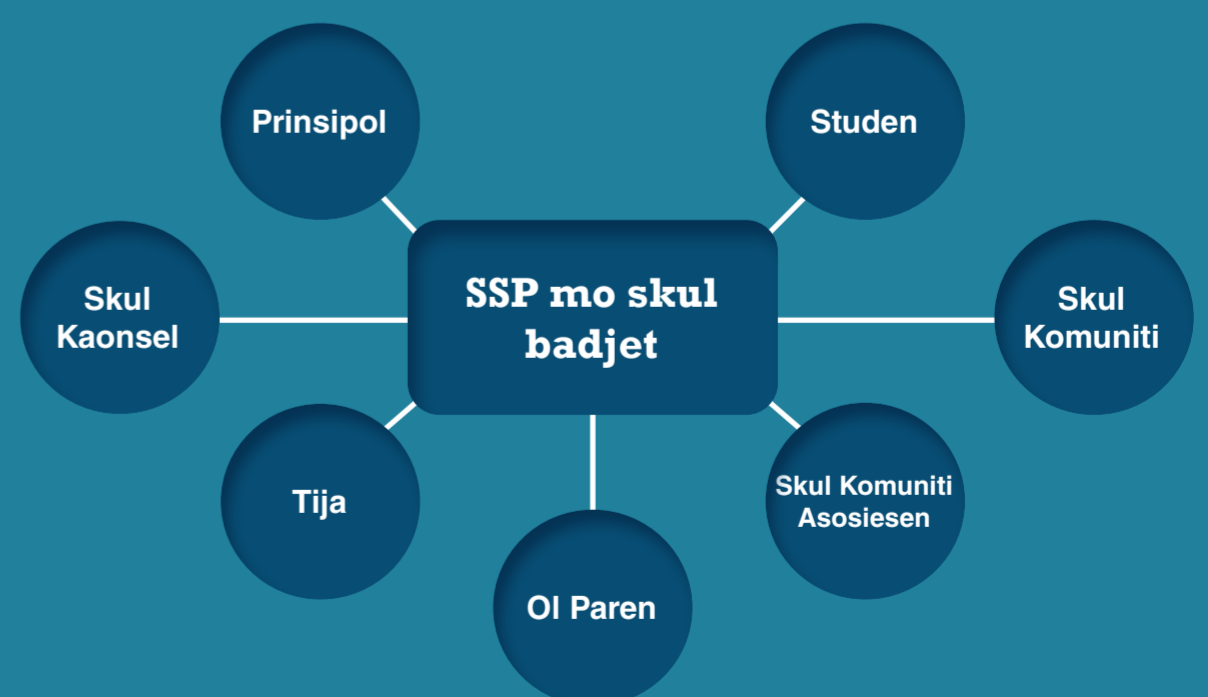 Prinsipol
Studen
SSP mo skul
badjet
Skul
Kaonsel
Skul
Komuniti
Tija
Skul Komuniti
Asosiesen
Ol Paren